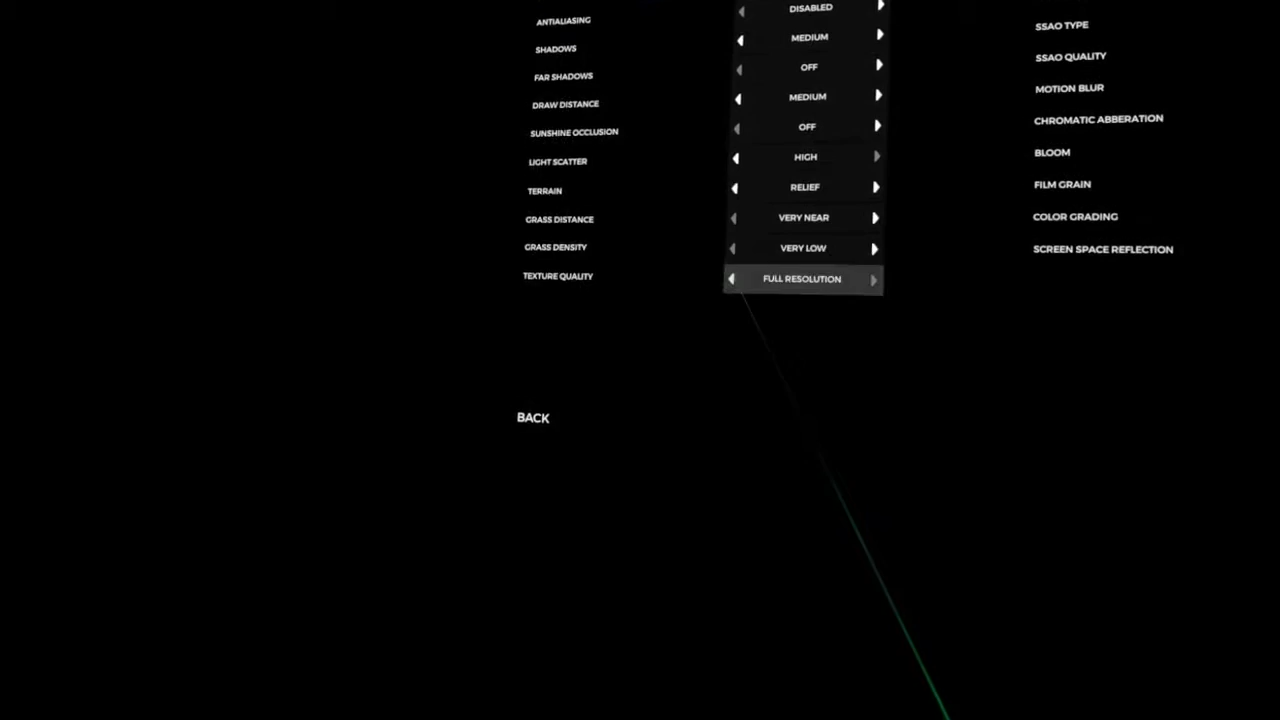 ANTIALIASING DISABLED
SHADOWS MEDIUM
FAR SHADOWS OFF
DRAW DISTANCE MEDIUM
SUNSHINE OCCLUSION OFF
LIGHT SCATTER HIGH
TERRAIN RELIEF
GRASS DISTANCE VERY NEAR
GRASS DENSITY VERY LOW
TEXTURE QUALITY FULL RESOLUTION
SSAO TYPE
SSAO QUALITY
MOTION BLUR
CHROMATIC ABBERATION
BLOOM
FILM GRAIN
COLOR GRADING
SCREEN SPACE REFLECTION
BACK